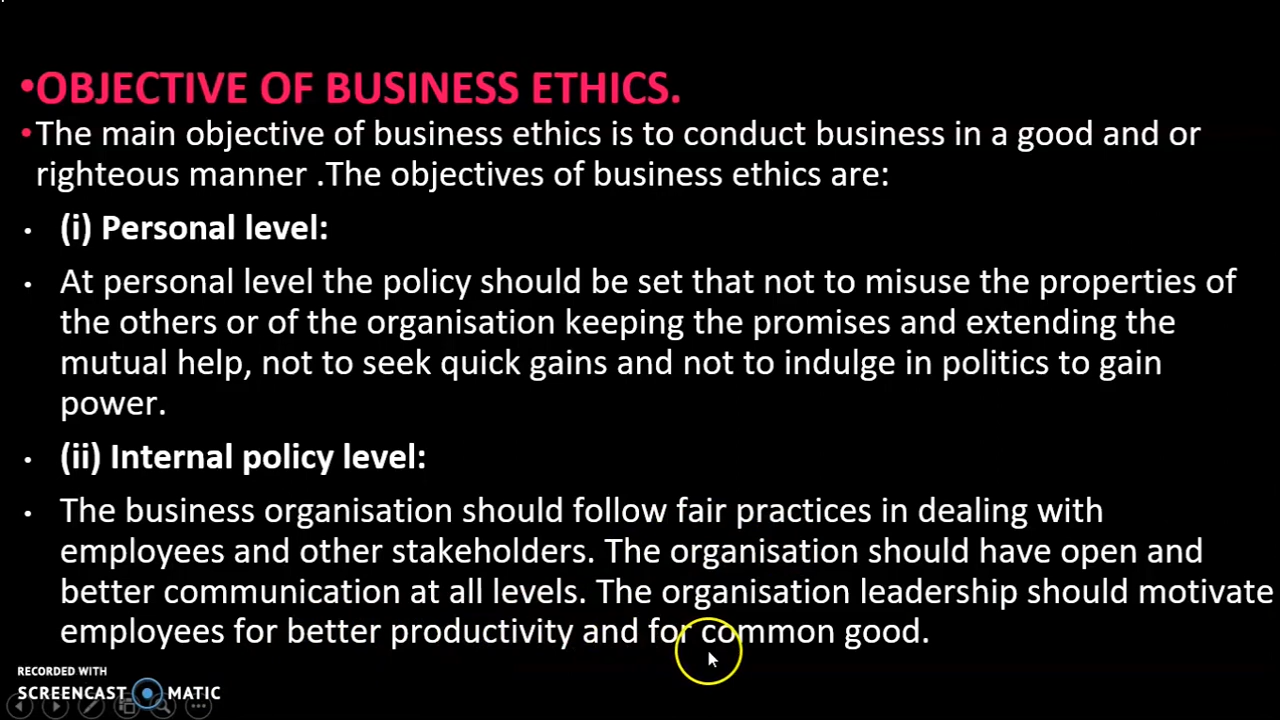 •OBJECTIVE OF BUSINESS ETHICS.
•The main objective of business ethics is to conduct business in a good and or
righteous manner .The objectives of business ethics are:
• (i) Personal level:
• At personal level the policy should be set that not to misuse the properties of
the others or of the organisation keeping the promises and extending the
mutual help, not to seek quick gains and not to indulge in politics to gain
power.
• (ii) Internal policy level:
• The business organisation should follow fair practices in dealing with
employees and other stakeholders. The organisation should have open and
better communication at all levels. The organisation leadership should motivate
employees for better productivity and for common good.
RECORDED WITH
SCREENCAST MATIC